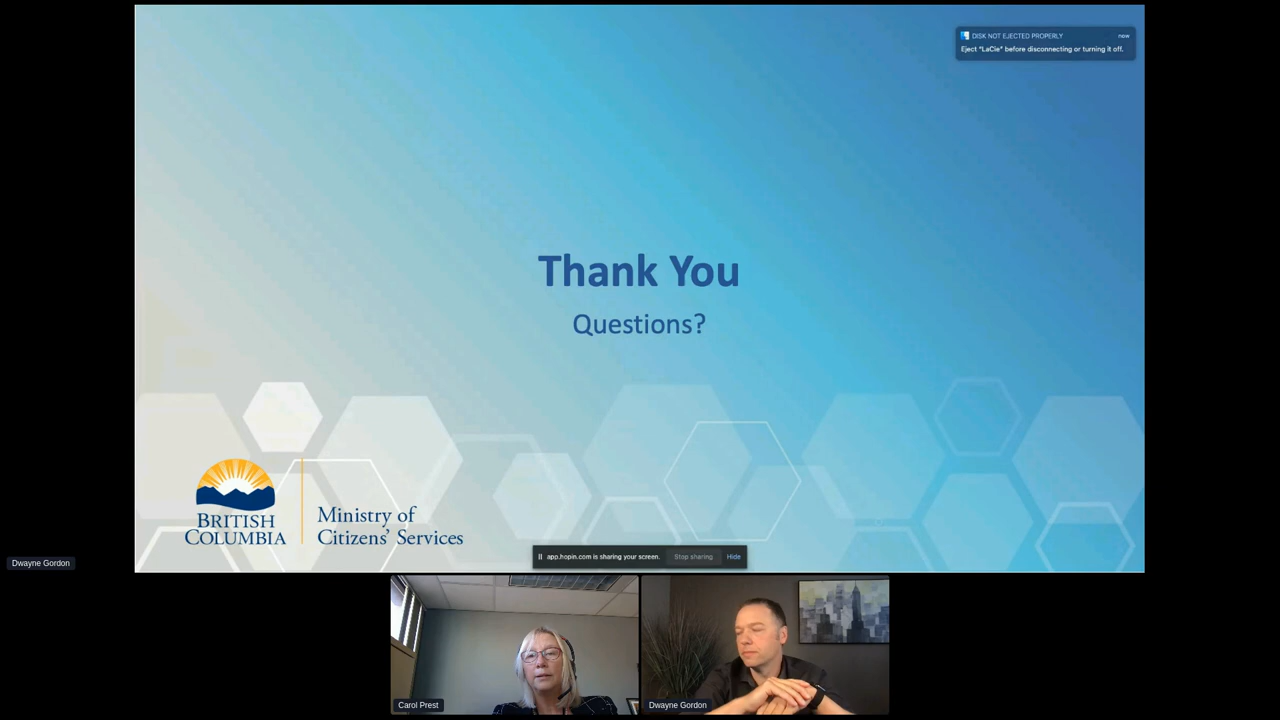 DISK NOT EJECTED PROPERLY
now
Eject "LaCie" before disconnecting or turning it off.
Thank You
Questions?
BRITISH
COLUMBIA
Ministry of
Citizens' Services
app.hopin.com is sharing your screen.
Stop sharing
Hide
Dwayne Gordon
Carol Prest
Dwayne Gordon